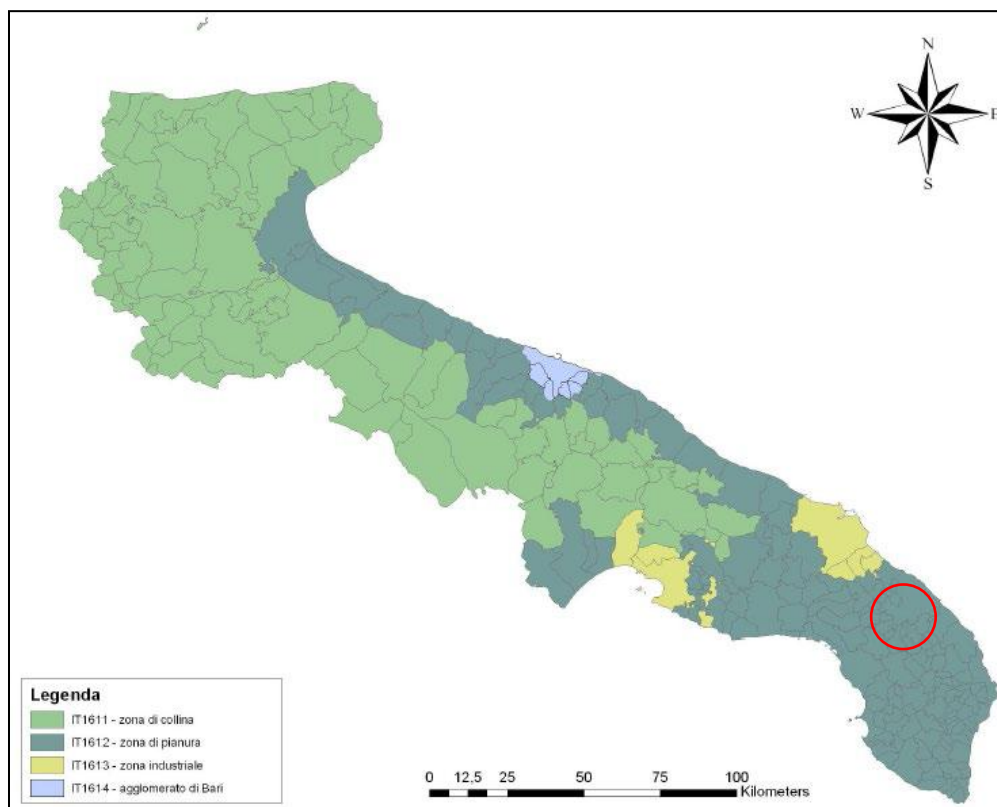 N
W E
S
Legenda
IT1611 - zona di collina
IT1612 - zona di pianura
IT1613 - zona industriale
IT1614 - agglomerato di Bari
0 12,5 25 50 75 100
Kilometers